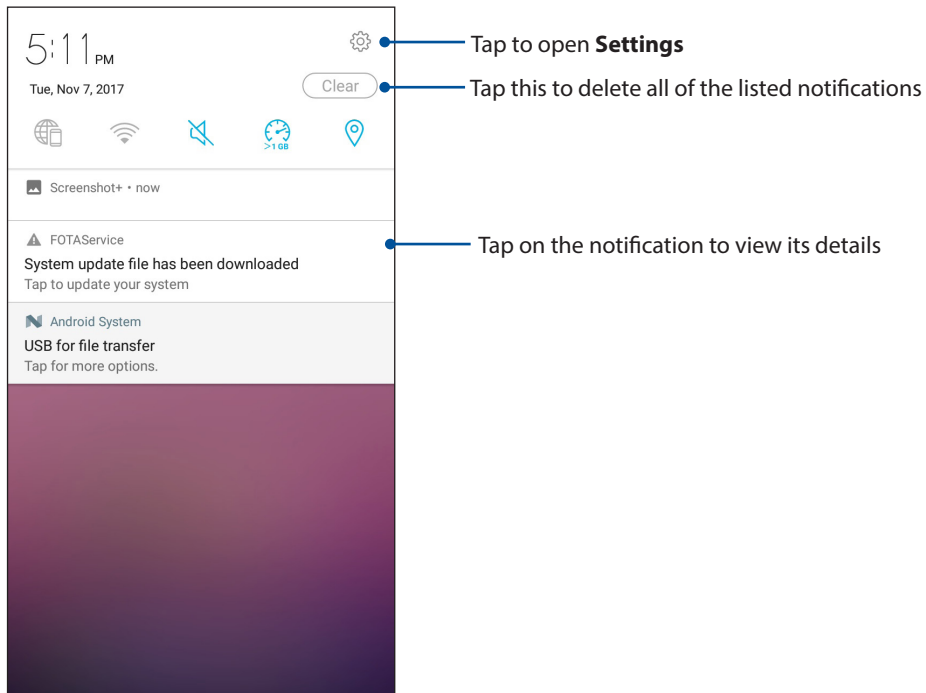 5:11 PM
Tap to open Settings
Tue, Nov 7, 2017
Clear
Tap this to delete all of the listed notifications
>1 GB
Screenshot+ • now
FOTAService
System update file has been downloaded
Tap to update your system
Tap on the notification to view its details
Android System
USB for file transfer
Tap for more options.